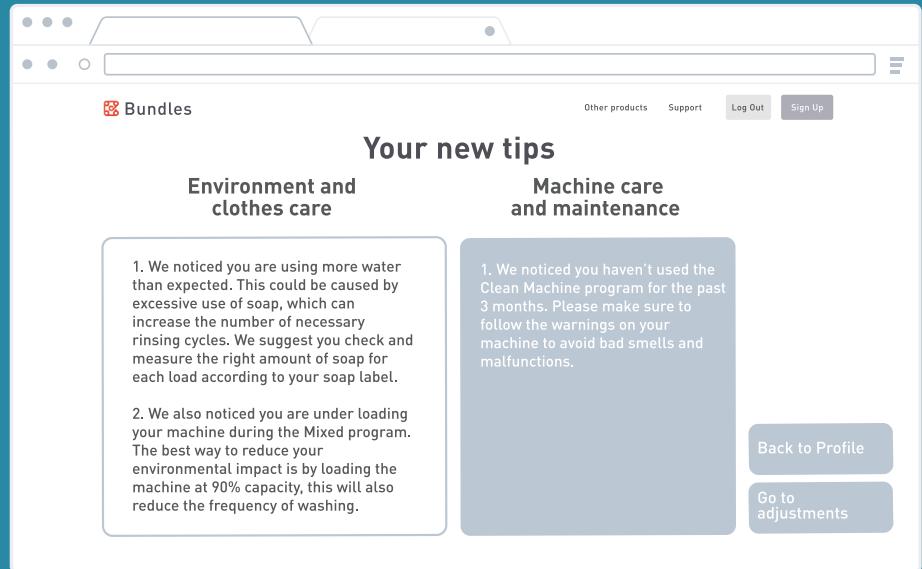 Bundles
Other products
Support
Log Out
Sign Up
Your new tips
Environment and
clothes care
1. We noticed you are using more water
than expected. This could be caused by
excessive use of soap, which can
increase the number of necessary
rinsing cycles. We suggest you check and
measure the right amount of soap for
each load according to your soap label.
2. We also noticed you are under loading
your machine during the Mixed program.
The best way to reduce your
environmental impact is by loading the
machine at 90% capacity, this will also
reduce the frequency of washing.
Machine care
and maintenance
1. We noticed you haven't used the
Clean Machine program for the past
3 months. Please make sure to
follow the warnings on your
machine to avoid bad smells and
malfunctions.
Back to Profile
Go to
adjustments